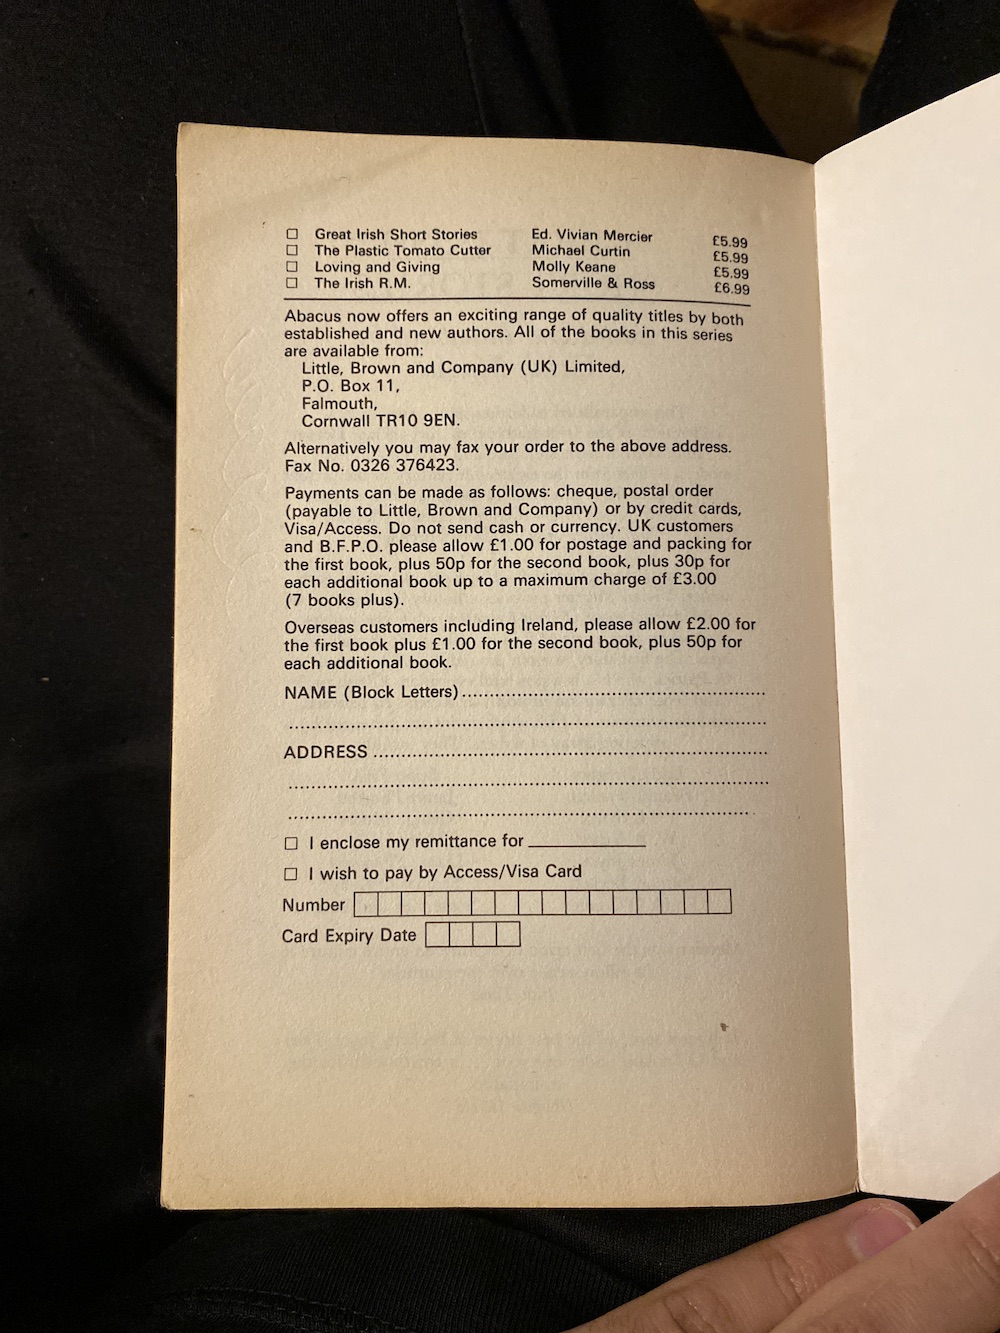 ☐ Great Irish Short Stories Ed. Vivian Mercier £5.99
☐ The Plastic Tomato Cutter Michael Curtin £5.99
☐ Loving and Giving Molly Keane £5.99
☐ The Irish R.M. Somerville & Ross £6.99
Abacus now offers an exciting range of quality titles by both
established and new authors. All of the books in this series
are available from:
Little, Brown and Company (UK) Limited,
P.O. Box 11,
Falmouth,
Cornwall TR10 9EN.
Alternatively you may fax your order to the above address.
Fax No. 0326 376423.
Payments can be made as follows: cheque, postal order
(payable to Little, Brown and Company) or by credit cards,
Visa/Access. Do not send cash or currency. UK customers
and B.F.P.O. please allow £1.00 for postage and packing for
the first book, plus 50p for the second book, plus 30p for
each additional book up to a maximum charge of £3.00
(7 books plus).
Overseas customers including Ireland, please allow £2.00 for
the first book plus £1.00 for the second book, plus 50p for
each additional book.
NAME (Block Letters)
ADDRESS
☐ I enclose my remittance for
☐ I wish to pay by Access/Visa Card
Number
Card Expiry Date